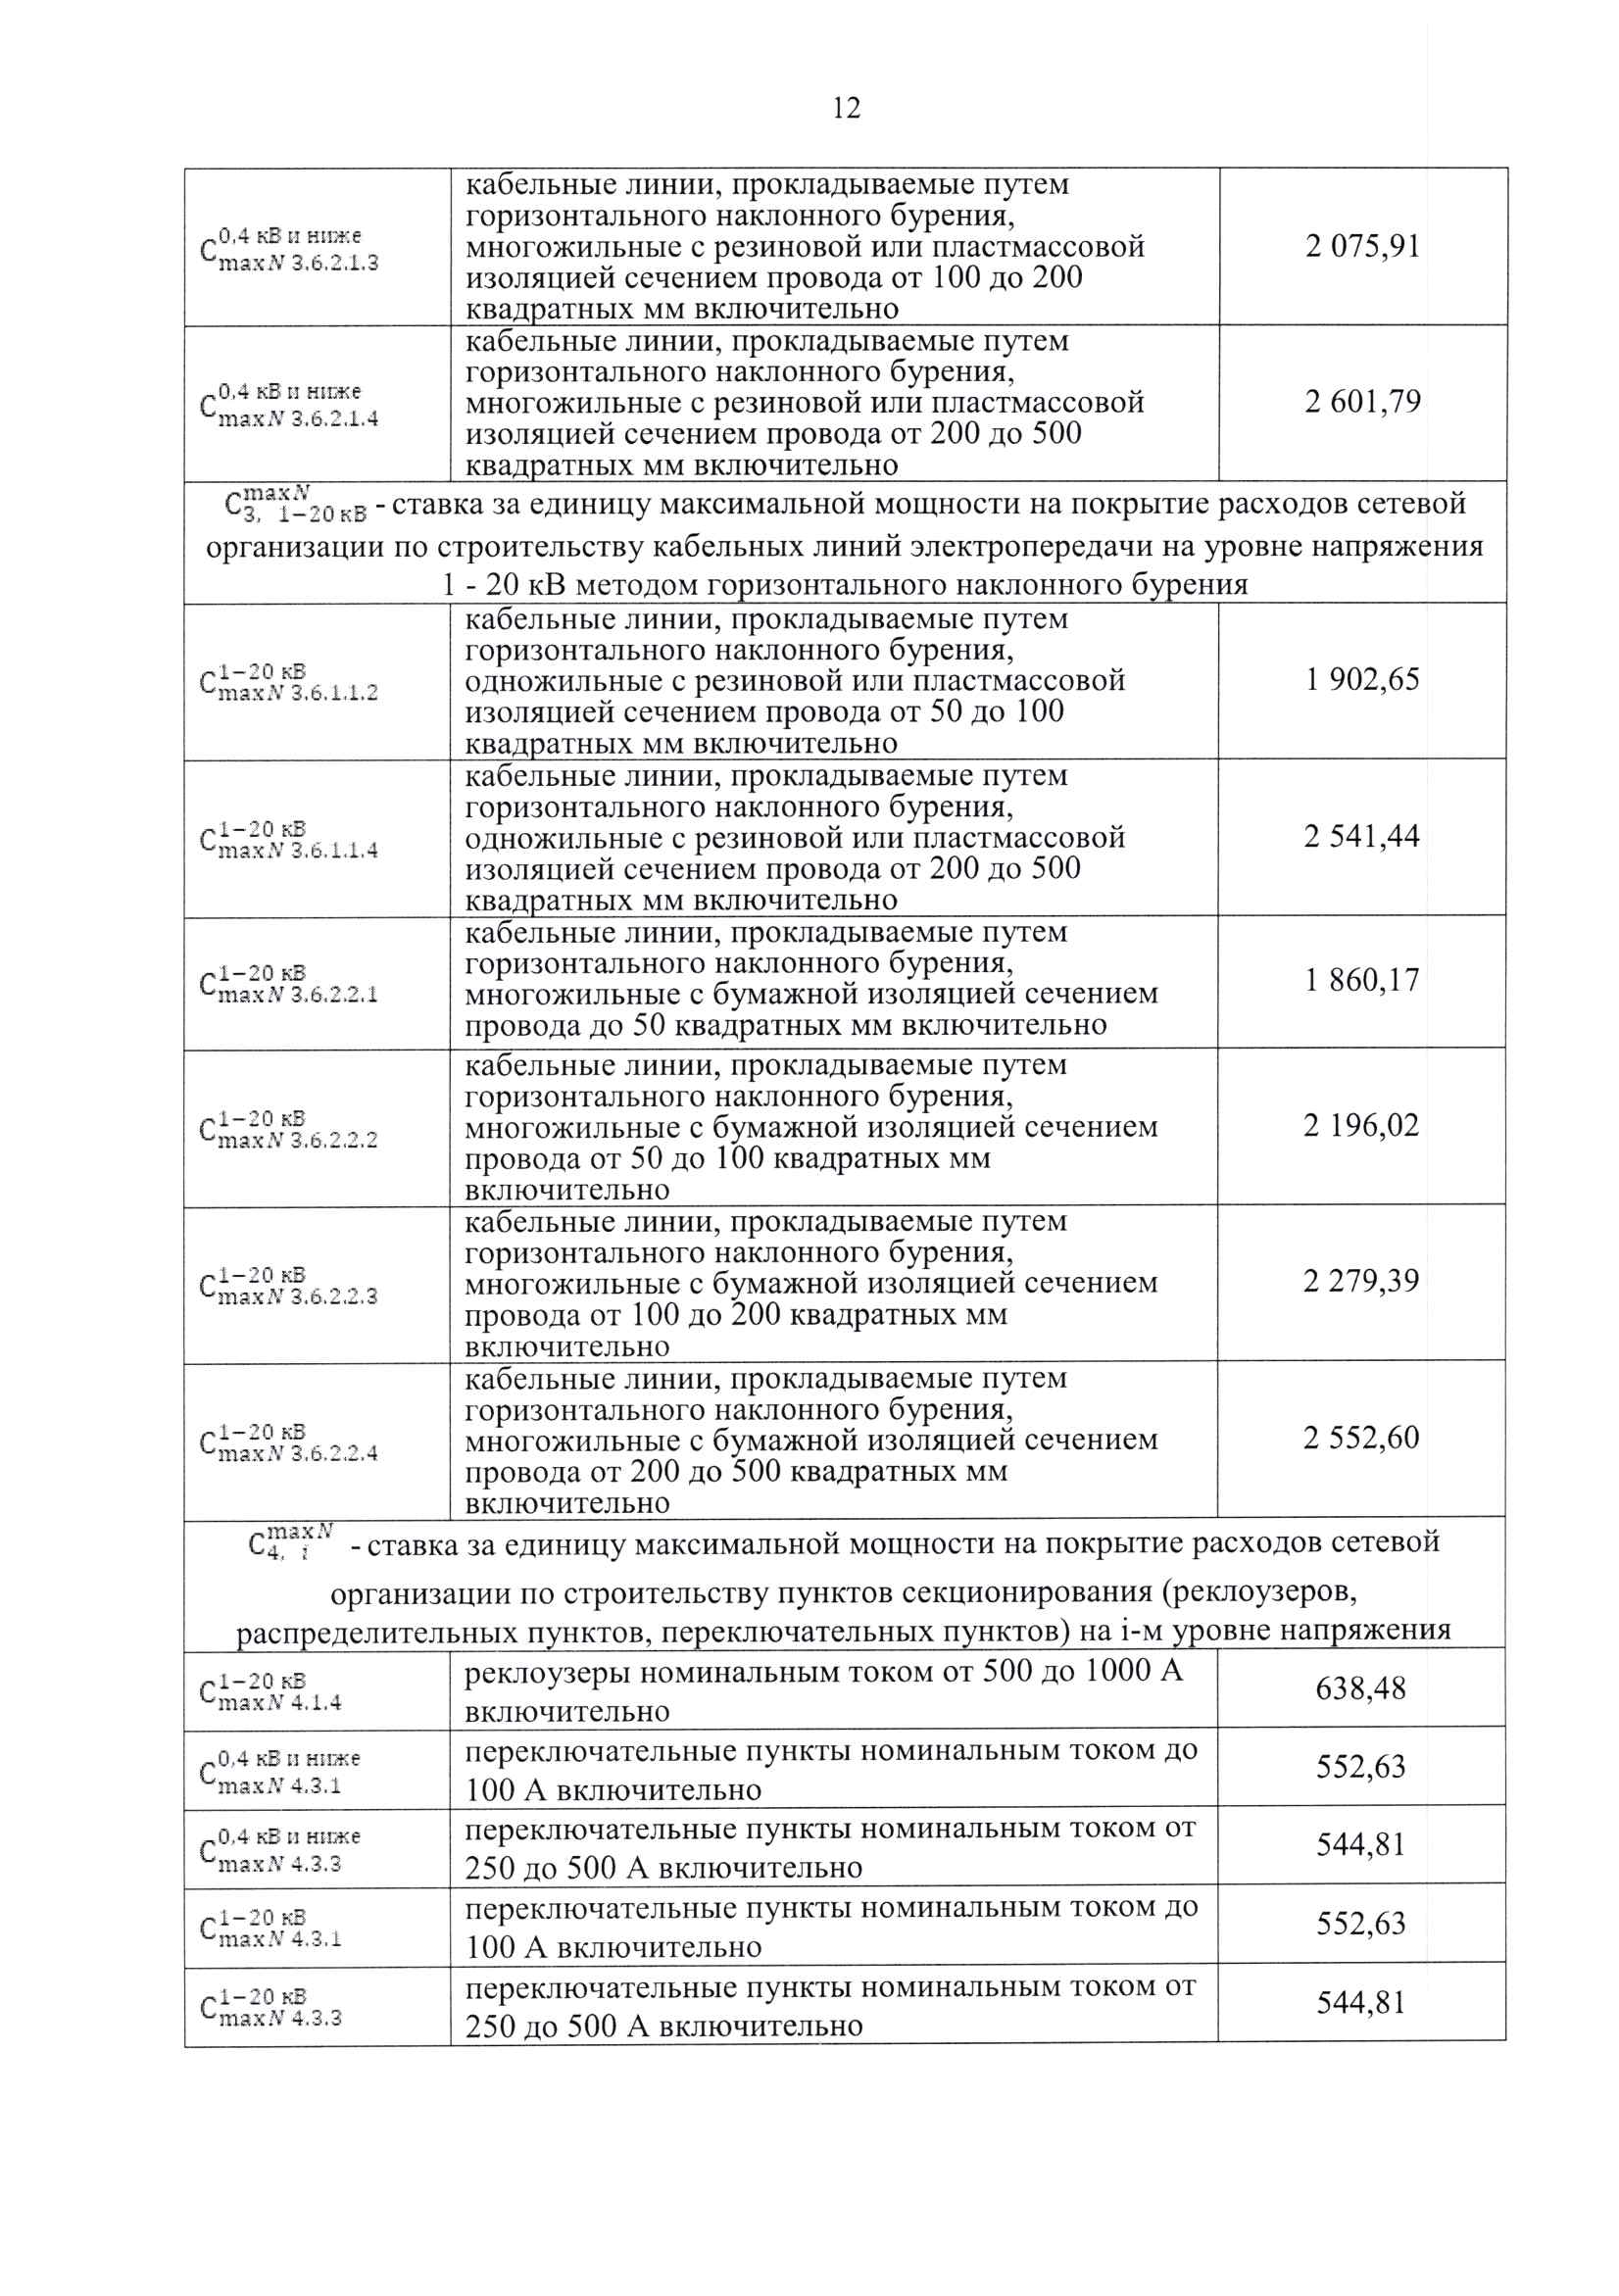 12
кабельные линии, прокладываемые путем
горизонтального наклонного бурения,
C^{0,4 кВ и ниже}_{maxN 3.6.2.1.3} многожильные с резиновой или пластмассовой 2 075,91
изоляцией сечением провода от 100 до 200
квадратных мм включительно
кабельные линии, прокладываемые путем
горизонтального наклонного бурения,
C^{0,4 кВ и ниже}_{maxN 3.6.2.1.4} многожильные с резиновой или пластмассовой 2 601,79
изоляцией сечением провода от 200 до 500
квадратных мм включительно
C^{maxN}_{3, 1–20 кВ} - ставка за единицу максимальной мощности на покрытие расходов сетевой
организации по строительству кабельных линий электропередачи на уровне напряжения
1 - 20 кВ методом горизонтального наклонного бурения
кабельные линии, прокладываемые путем
горизонтального наклонного бурения,
C^{1–20 кВ}_{maxN 3.6.1.1.2} одножильные с резиновой или пластмассовой 1 902,65
изоляцией сечением провода от 50 до 100
квадратных мм включительно
кабельные линии, прокладываемые путем
горизонтального наклонного бурения,
C^{1–20 кВ}_{maxN 3.6.1.1.4} одножильные с резиновой или пластмассовой 2 541,44
изоляцией сечением провода от 200 до 500
квадратных мм включительно
кабельные линии, прокладываемые путем
горизонтального наклонного бурения,
C^{1–20 кВ}_{maxN 3.6.2.2.1} многожильные с бумажной изоляцией сечением 1 860,17
провода до 50 квадратных мм включительно
кабельные линии, прокладываемые путем
горизонтального наклонного бурения,
C^{1–20 кВ}_{maxN 3.6.2.2.2} многожильные с бумажной изоляцией сечением 2 196,02
провода от 50 до 100 квадратных мм
включительно
кабельные линии, прокладываемые путем
горизонтального наклонного бурения,
C^{1–20 кВ}_{maxN 3.6.2.2.3} многожильные с бумажной изоляцией сечением 2 279,39
провода от 100 до 200 квадратных мм
включительно
кабельные линии, прокладываемые путем
горизонтального наклонного бурения,
C^{1–20 кВ}_{maxN 3.6.2.2.4} многожильные с бумажной изоляцией сечением 2 552,60
провода от 200 до 500 квадратных мм
включительно
C^{maxN}_{4, i} - ставка за единицу максимальной мощности на покрытие расходов сетевой
организации по строительству пунктов секционирования (реклоузеров,
распределительных пунктов, переключательных пунктов) на i-м уровне напряжения
C^{1–20 кВ}_{maxN 4.1.4} реклоузеры номинальным током от 500 до 1000 А 638,48
включительно
C^{0,4 кВ и ниже}_{maxN 4.3.1} переключательные пункты номинальным током до 552,63
100 А включительно
C^{0,4 кВ и ниже}_{maxN 4.3.3} переключательные пункты номинальным током от 544,81
250 до 500 А включительно
C^{1–20 кВ}_{maxN 4.3.1} переключательные пункты номинальным током до 552,63
100 А включительно
C^{1–20 кВ}_{maxN 4.3.3} переключательные пункты номинальным током от 544,81
250 до 500 А включительно